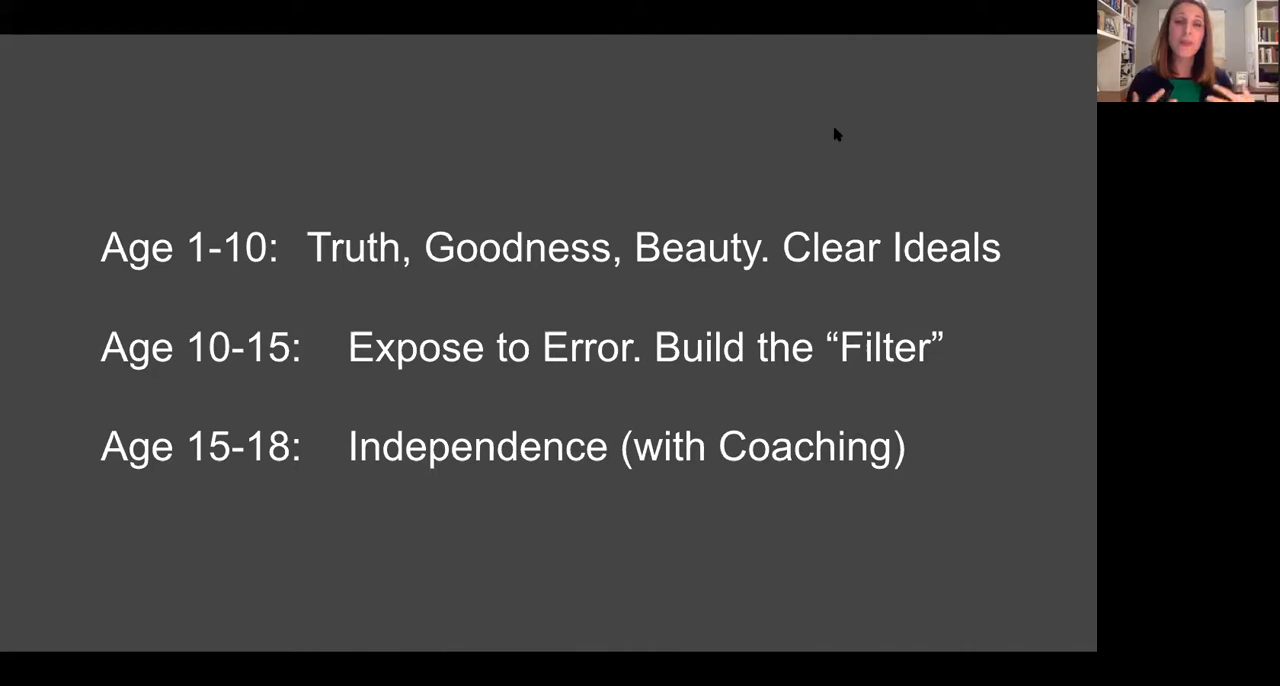 Age 1-10: Truth, Goodness, Beauty. Clear Ideals
Age 10-15: Expose to Error. Build the “Filter”
Age 15-18: Independence (with Coaching)